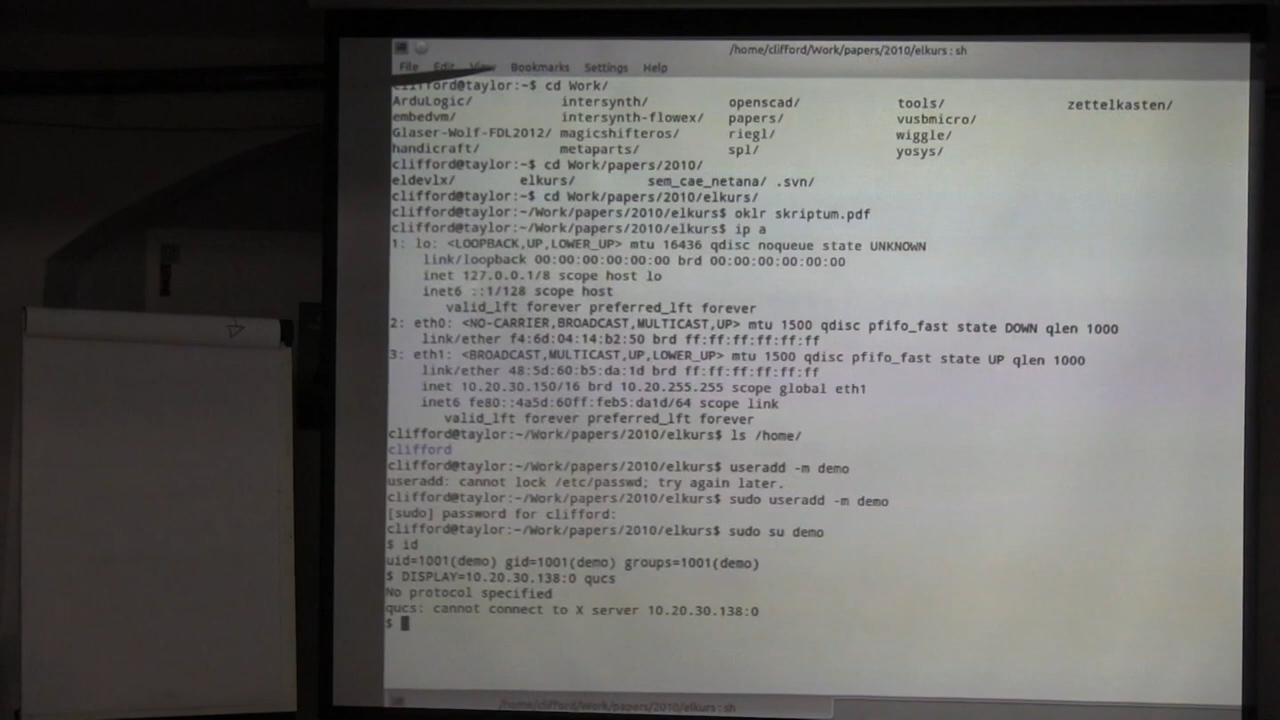 /home/clifford/Work/papers/2010/elkurs : sh
File Edit View Bookmarks Settings Help
clifford@taylor:~$ cd Work/
ArduLogic/ intersynth/ openscad/ tools/ zettelkasten/
embedvm/ intersynth-flowex/ papers/ vusbmicro/
Glaser-Wolf-FDL2012/ magicshifteros/ riegl/ wiggle/
handicraft/ metaparts/ spl/ yosys/
clifford@taylor:~$ cd Work/papers/2010/
eldevlx/ elkurs/ sem_cae_netana/ .svn/
clifford@taylor:~$ cd Work/papers/2010/elkurs/
clifford@taylor:~/Work/papers/2010/elkurs$ oklr skriptum.pdf
clifford@taylor:~/Work/papers/2010/elkurs$ ip a
1: lo: <LOOPBACK,UP,LOWER_UP> mtu 16436 qdisc noqueue state UNKNOWN
link/loopback 00:00:00:00:00:00 brd 00:00:00:00:00:00
inet 127.0.0.1/8 scope host lo
inet6 ::1/128 scope host
valid_lft forever preferred_lft forever
2: eth0: <NO-CARRIER,BROADCAST,MULTICAST,UP> mtu 1500 qdisc pfifo_fast state DOWN qlen 1000
link/ether f4:6d:04:14:b2:50 brd ff:ff:ff:ff:ff:ff
3: eth1: <BROADCAST,MULTICAST,UP,LOWER_UP> mtu 1500 qdisc pfifo_fast state UP qlen 1000
link/ether 48:5d:60:b5:da:1d brd ff:ff:ff:ff:ff:ff
inet 10.20.30.150/16 brd 10.20.255.255 scope global eth1
inet6 fe80::4a5d:60ff:feb5:da1d/64 scope link
valid_lft forever preferred_lft forever
clifford@taylor:~/Work/papers/2010/elkurs$ ls /home/
clifford
clifford@taylor:~/Work/papers/2010/elkurs$ useradd -m demo
useradd: cannot lock /etc/passwd; try again later.
clifford@taylor:~/Work/papers/2010/elkurs$ sudo useradd -m demo
[sudo] password for clifford:
clifford@taylor:~/Work/papers/2010/elkurs$ sudo su demo
$ id
uid=1001(demo) gid=1001(demo) groups=1001(demo)
$ DISPLAY=10.20.30.138:0 qucs
No protocol specified
qucs: cannot connect to X server 10.20.30.138:0
$
/home/clifford/Work/papers/2010/elkurs : sh